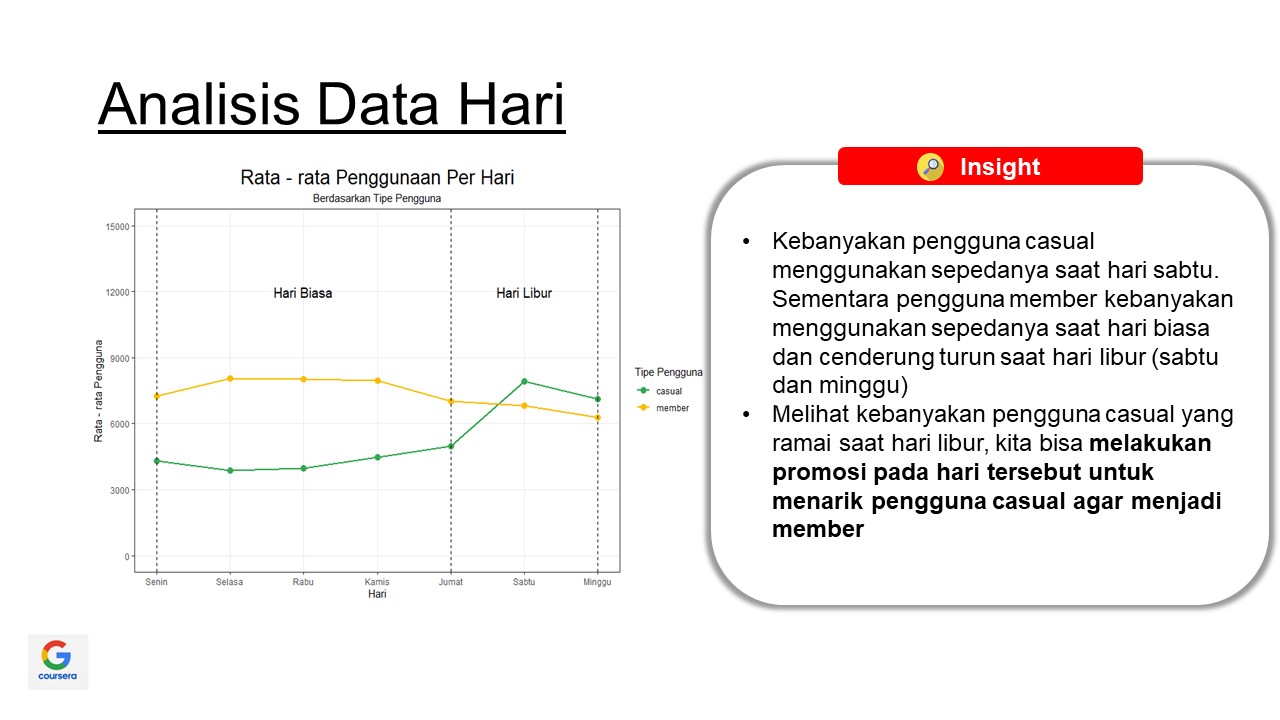 Analisis Data Hari
Rata - rata Penggunaan Per Hari
Berdasarkan Tipe Pengguna
15000
12000
9000
6000
3000
0
Rata - rata Pengguna
Hari Biasa
Hari Libur
Senin
Selasa
Rabu
Kamis
Jumat
Sabtu
Minggu
Hari
Tipe Pengguna
casual
member
Insight
• Kebanyakan pengguna casual
menggunakan sepedanya saat hari sabtu.
Sementara pengguna member kebanyakan
menggunakan sepedanya saat hari biasa
dan cenderung turun saat hari libur (sabtu
dan minggu)
• Melihat kebanyakan pengguna casual yang
ramai saat hari libur, kita bisa melakukan
promosi pada hari tersebut untuk
menarik pengguna casual agar menjadi
member
coursera